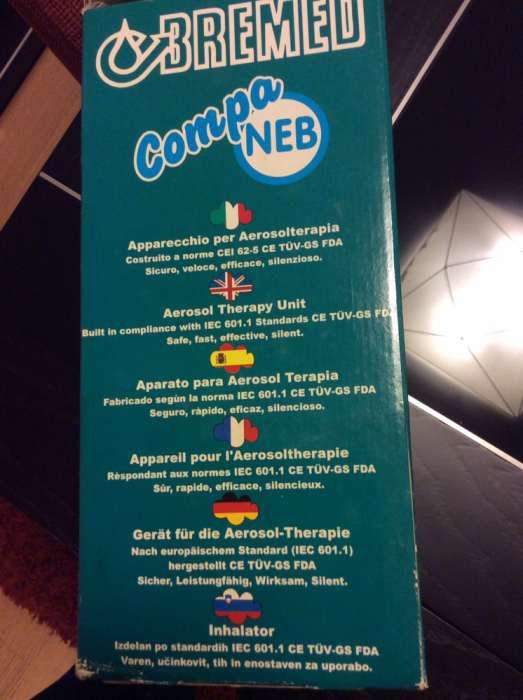 BREMED
Compa
NEB
Apparecchio per Aerosolterapia
Costruito a norme CEI 62-5 CE TÜV-GS FDA
Sicuro, veloce, efficace, silenzioso.
Aerosol Therapy Unit
Built in compliance with IEC 601.1 Standards CE TÜV-GS FDA
Safe, fast, effective, silent.
Aparato para Aerosol Terapia
Fabricado segùn la norma IEC 601.1 CE TÜV-GS FDA
Seguro, ràpido, eficaz, silencioso.
Appareil pour l'Aerosoltherapie
Rèspondant aux normes IEC 601.1 CE TÜV-GS FDA
Sûr, rapide, efficace, silencieux.
Gerät für die Aerosol-Therapie
Nach europäischem Standard (IEC 601.1)
hergestellt CE TÜV-GS FDA
Sicher, Leistungfähig, Wirksam, Silent.
Inhalator
Izdelan po standardih IEC 601.1 CE TÜV-GS FDA
Varen, učinkovit, tih in enostaven za uporabo.